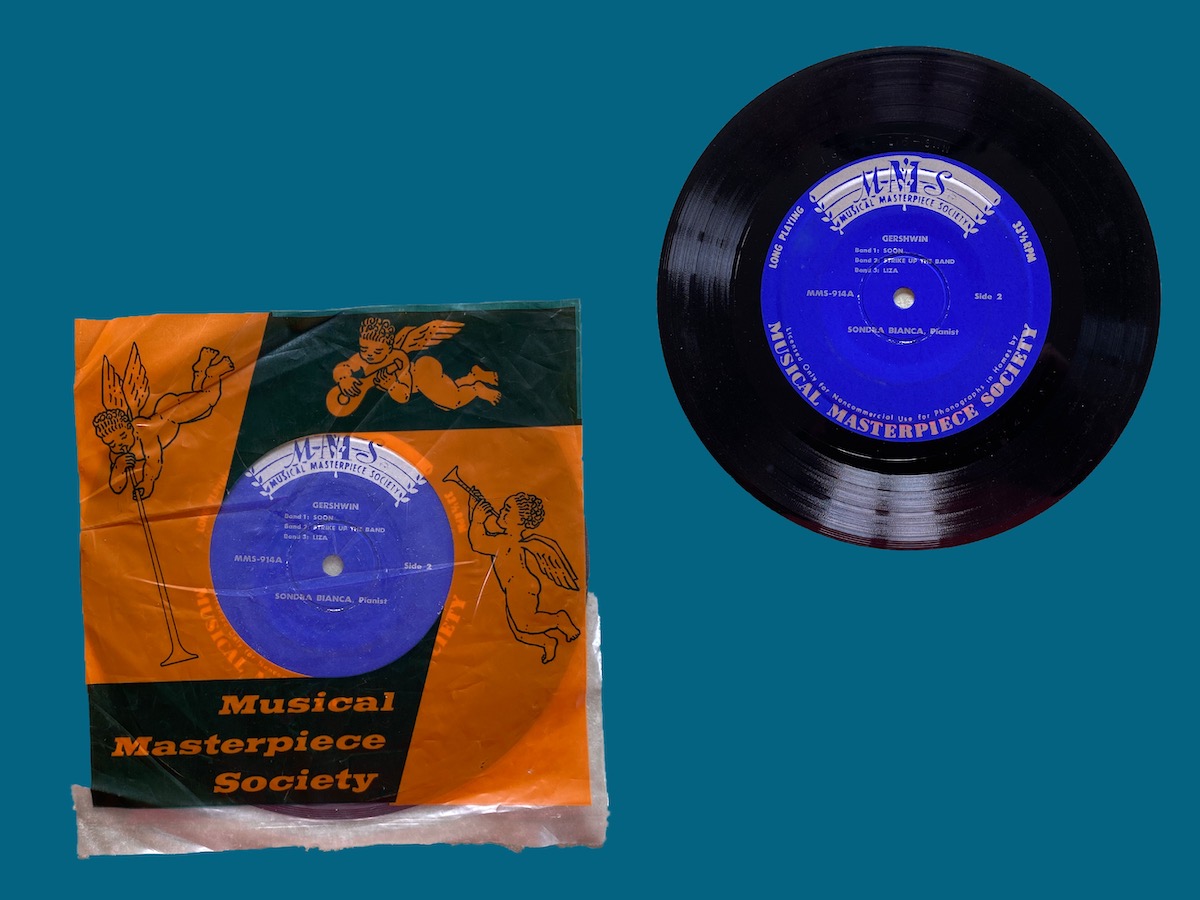 M-M-S
MUSICAL MASTERPIECE SOCIETY
LONG PLAYING
33⅓ RPM
GERSHWIN
Band 1: SOON
Band 2: STRIKE UP THE BAND
Band 3: LIZA
MMS-914A
Side 2
SONDRA BIANCA, Pianist
Licensed Only for Noncommercial Use for Phonographs in Homes by
MUSICAL MASTERPIECE SOCIETY
M-M-S
MUSICAL MASTERPIECE SOCIETY
GERSHWIN
Band 1: SOON
Band 2: STRIKE UP THE BAND
Band 3: LIZA
MMS-914A
Side 2
SONDRA BIANCA, Pianist
MUSICAL
Musical
Masterpiece
Society